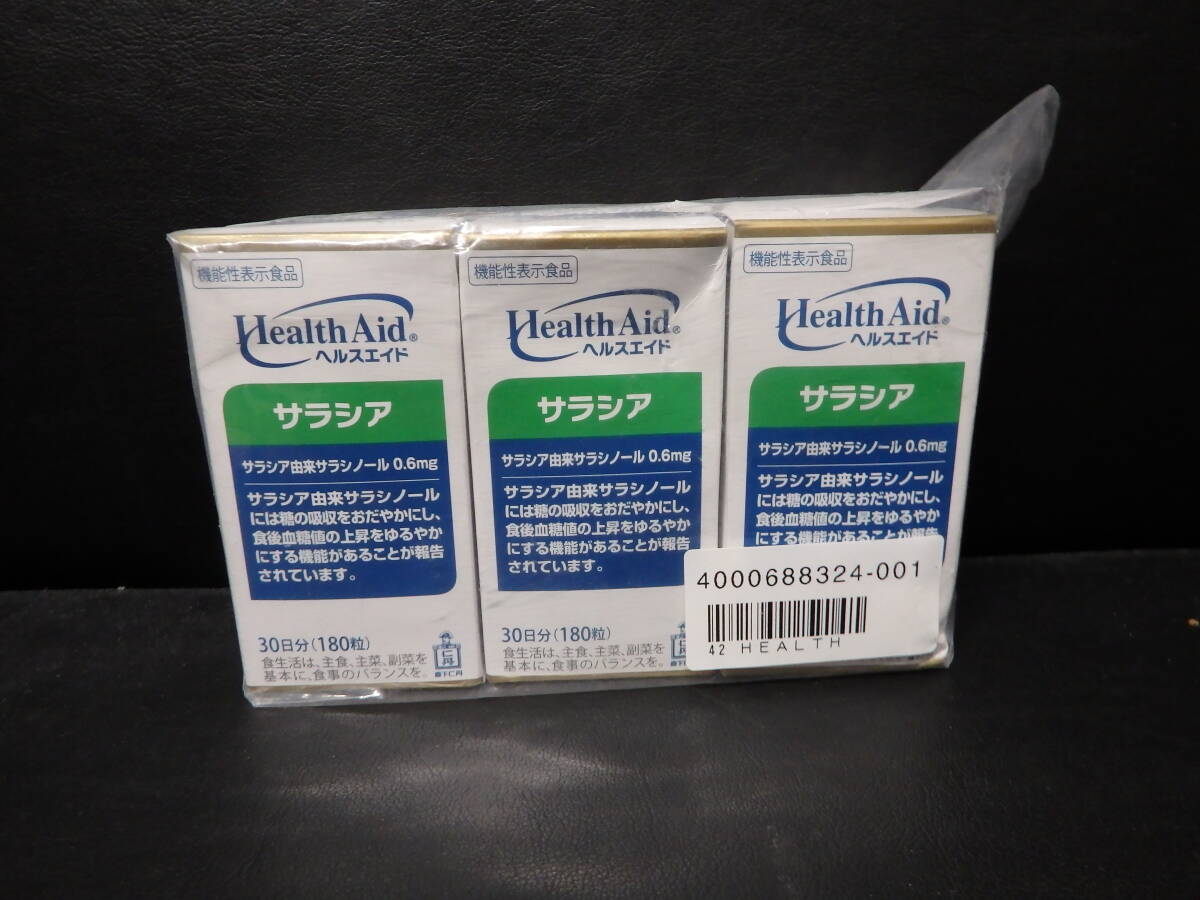 機能性表示食品
Health Aid®
ヘルスエイド
サラシア
サラシア由来サラシノール 0.6mg
サラシア由来サラシノール
には糖の吸収をおだやかにし、
食後血糖値の上昇をゆるやか
にする機能があることが報告
されています。
30日分(180粒)
食生活は、主食、主菜、副菜を
基本に、食事のバランスを。
仁丹
森下仁丹
機能性表示食品
Health Aid®
ヘルスエイド
サラシア
サラシア由来サラシノール 0.6mg
サラシア由来サラシノール
には糖の吸収をおだやかにし、
食後血糖値の上昇をゆるやか
にする機能があることが報告
されています。
30日分(180粒)
食生活は、主食、主菜、副菜を
基本に、食事のバランスを。
機能性表示食品
Health Aid®
ヘルスエイド
サラシア
サラシア由来サラシノール 0.6mg
サラシア由来サラシノール
には糖の吸収をおだやかにし、
食後血糖値の上昇をゆるやか
4000688324-001
42 HEALTH